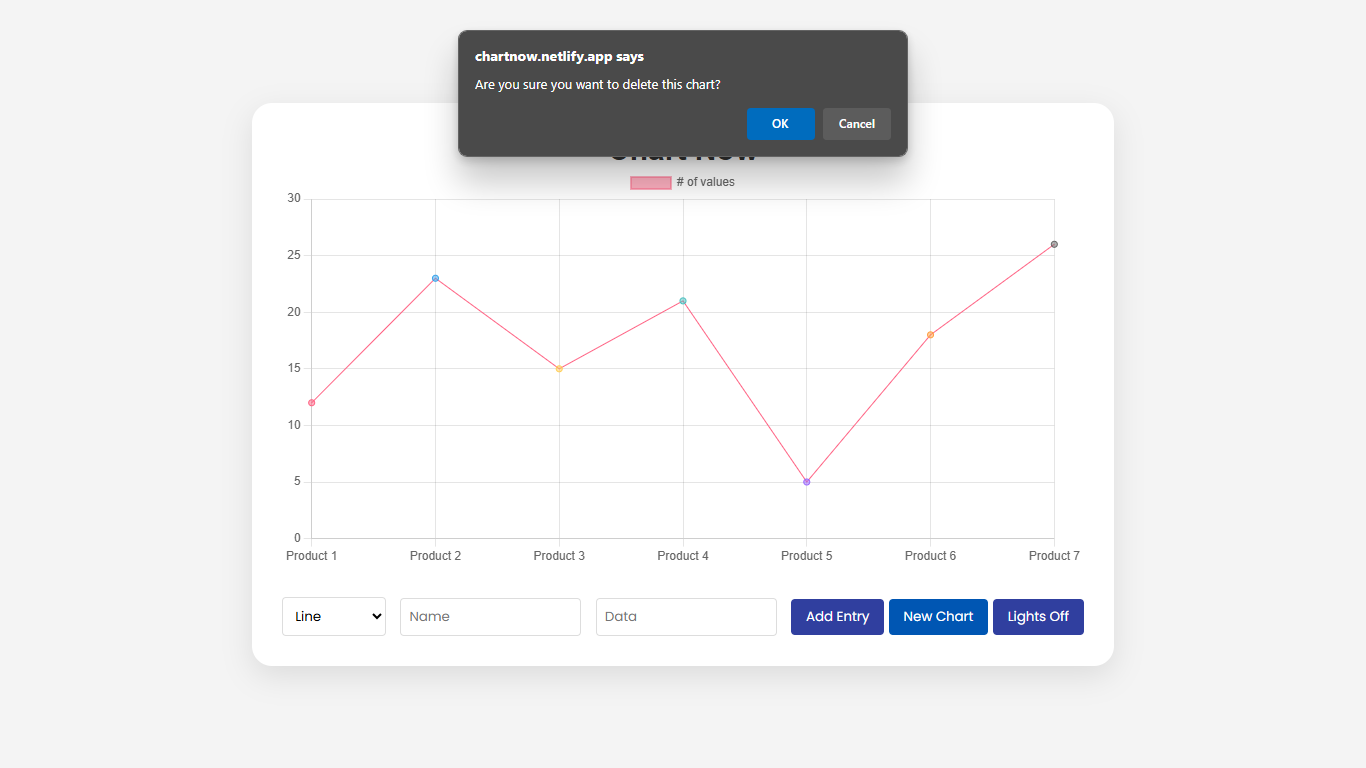 chartnow.netlify.app says
Are you sure you want to delete this chart?
OK
Cancel
Chart Now
# of values
30
25
20
15
10
5
0
Product 1
Product 2
Product 3
Product 4
Product 5
Product 6
Product 7
Line
Name
Data
Add Entry
New Chart
Lights Off